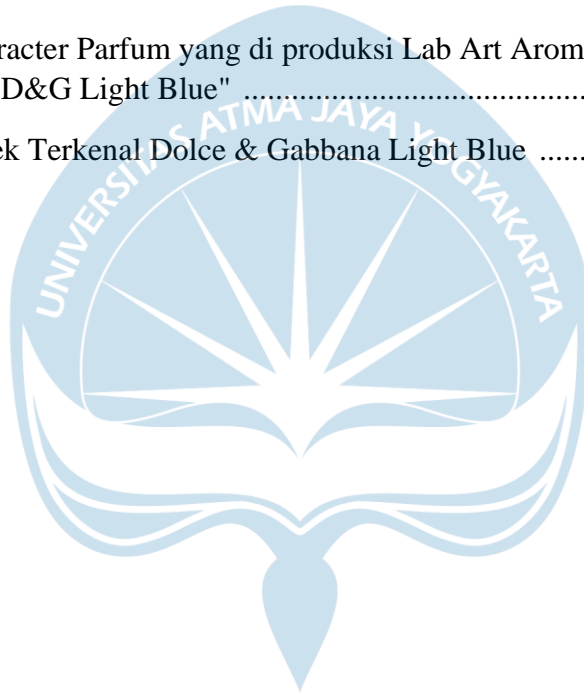 racter Parfum yang di produksi Lab Art Arom
D&G Light Blue" ........................................
ek Terkenal Dolce & Gabbana Light Blue ......
UNIVERSITAS ATMA JAYA YOGYAKARTA